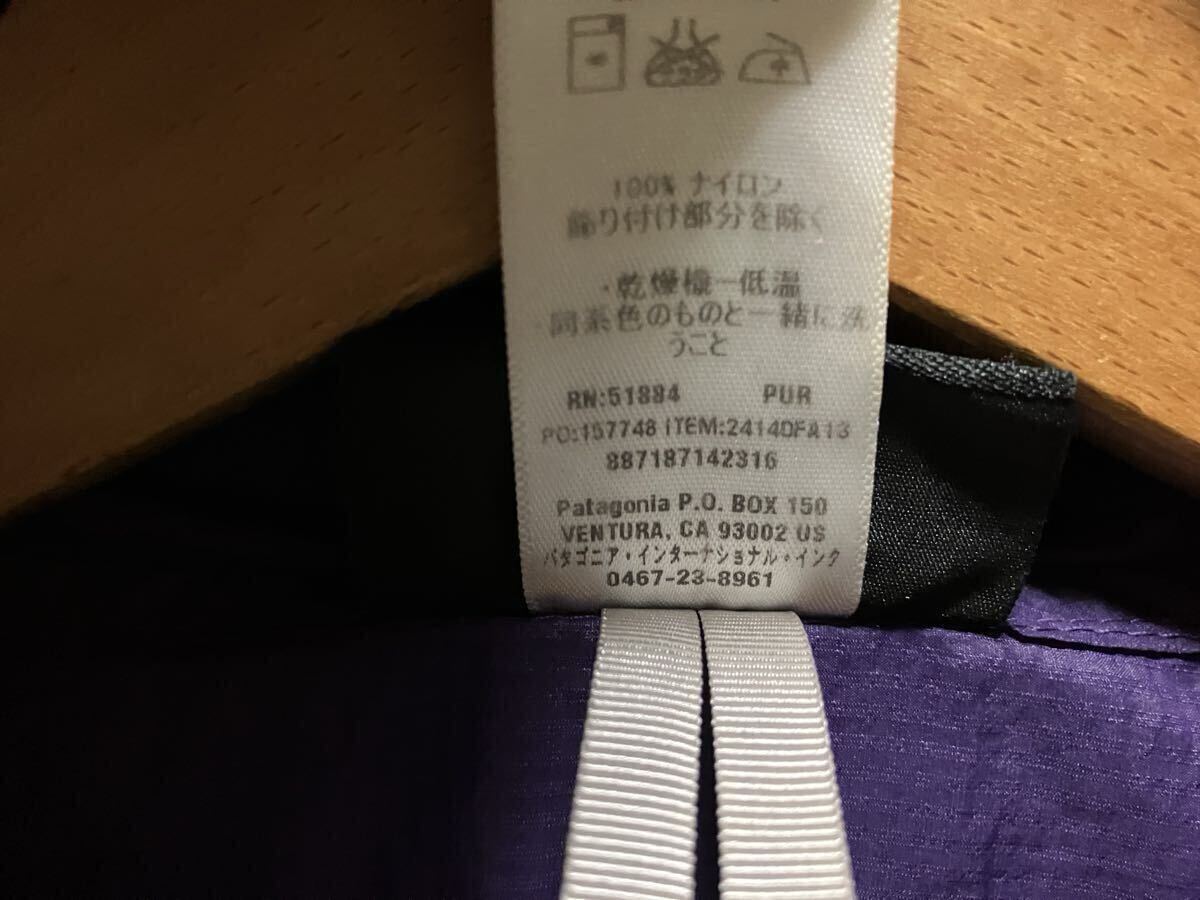 100% ナイロン
飾り付け部分を除く
・乾燥機一低温
・同系色のものと一緒に洗
うこと
RN:51884 PUR
PO:157748 ITEM:24140FA13
887187142316
Patagonia P.O. BOX 150
VENTURA, CA 93002 US
パタゴニア・インターナショナル・インク
0467-23-8961